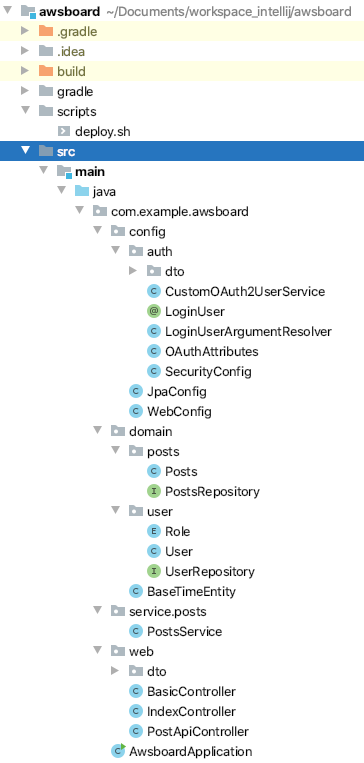 awsboard ~/Documents/workspace_intellij/awsboard
.gradle
.idea
build
gradle
scripts
deploy.sh
src
main
java
com.example.awsboard
config
auth
dto
CustomOAuth2UserService
@ LoginUser
C LoginUserArgumentResolver
C OAuthAttributes
C SecurityConfig
C JpaConfig
C WebConfig
domain
posts
C Posts
I PostsRepository
user
E Role
C User
I UserRepository
C BaseTimeEntity
service.posts
C PostsService
web
dto
C BasicController
C IndexController
C PostApiController
C AwsboardApplication